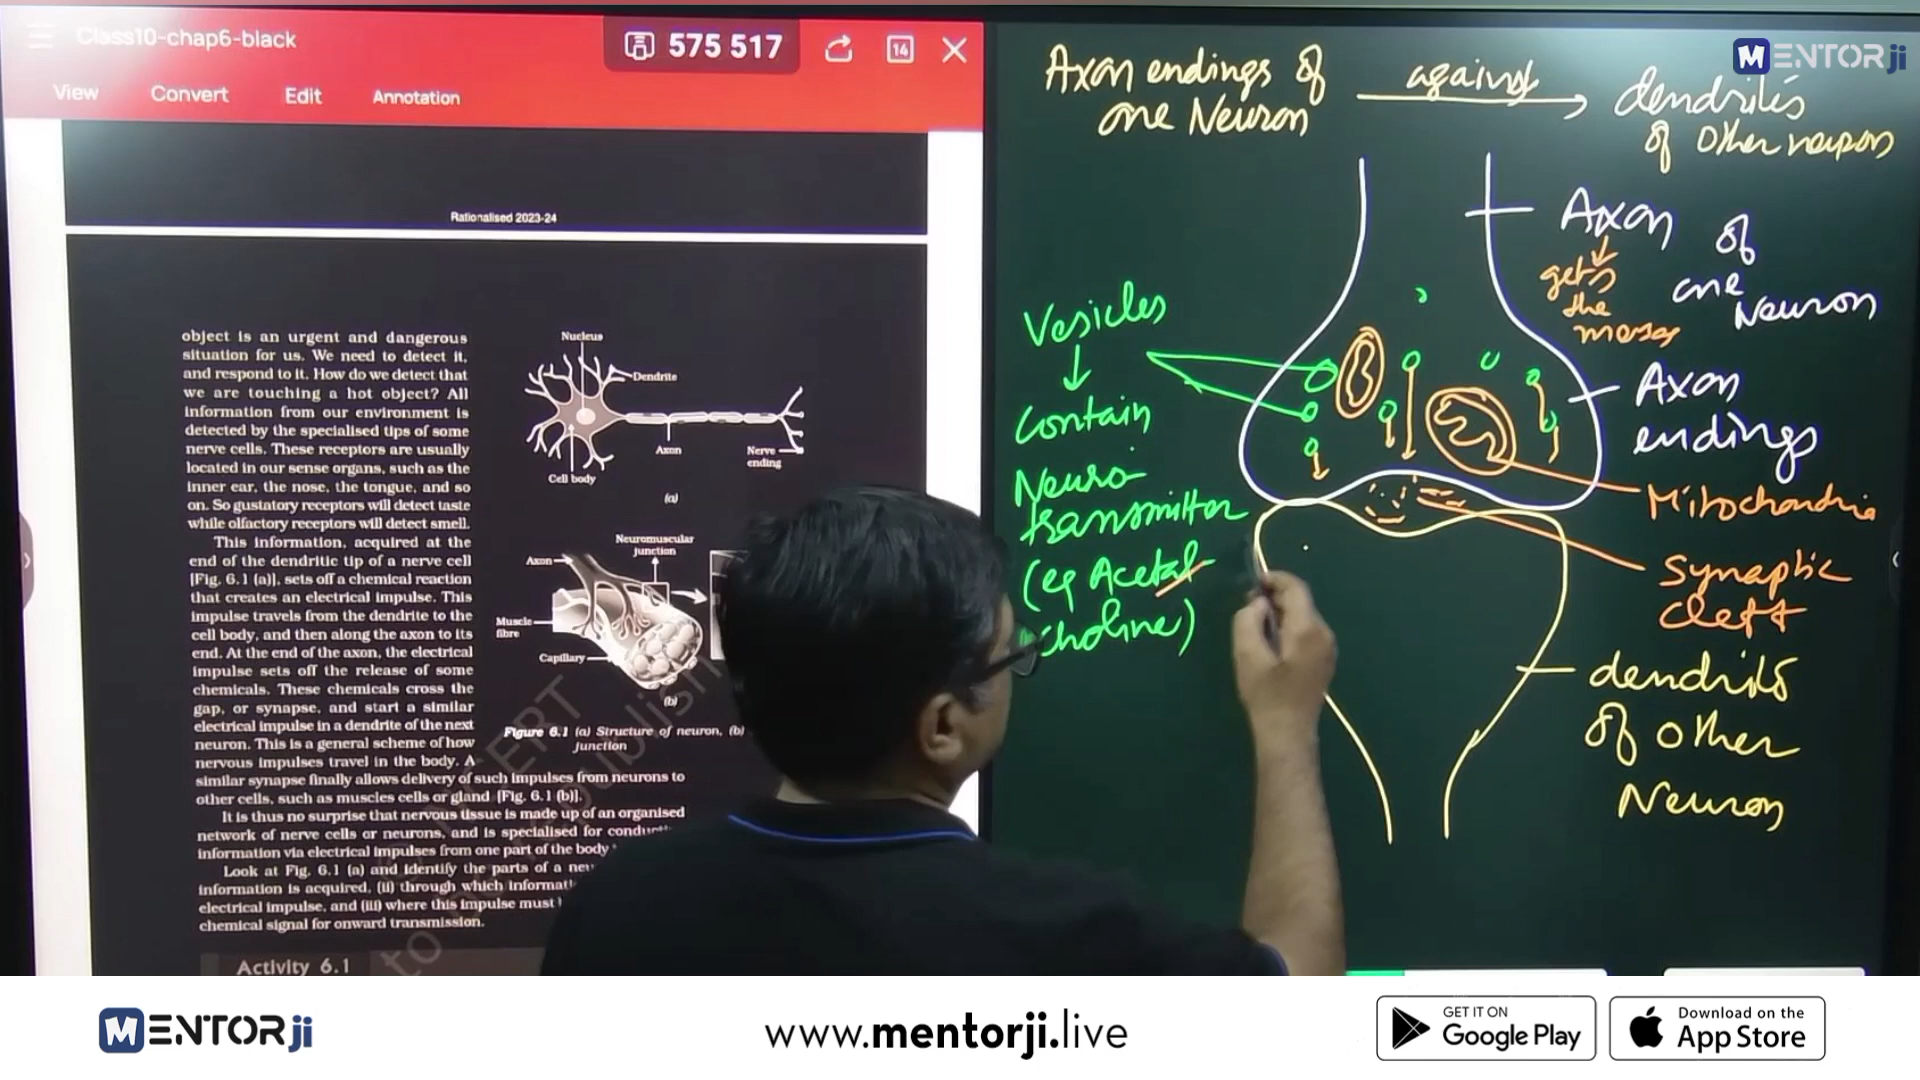 Class10-chap6-black
575 517
14
View Convert Edit Annotation
Rationalised 2023-24
object is an urgent and dangerous
situation for us. We need to detect it,
and respond to it. How do we detect that
we are touching a hot object? All
information from our environment is
detected by the specialised tips of some
nerve cells. These receptors are usually
located in our sense organs, such as the
inner ear, the nose, the tongue, and so
on. So gustatory receptors will detect taste
while olfactory receptors will detect smell.
This information, acquired at the
end of the dendritic tip of a nerve cell
[Fig. 6.1 (a)], sets off a chemical reaction
that creates an electrical impulse. This
impulse travels from the dendrite to the
cell body, and then along the axon to its
end. At the end of the axon, the electrical
impulse sets off the release of some
chemicals. These chemicals cross the
gap, or synapse, and start a similar
electrical impulse in a dendrite of the next
neuron. This is a general scheme of how
nervous impulses travel in the body. A
similar synapse finally allows delivery of such impulses from neurons to
other cells, such as muscles cells or gland [Fig. 6.1 (b)].
It is thus no surprise that nervous tissue is made up of an organised
network of nerve cells or neurons, and is specialised for
information via electrical impulses from one part of the body
Look at Fig. 6.1 (a) and identify the parts of a
information is acquired, (ii) through which
electrical impulse, and (iii) where this impulse must
chemical signal for onward transmission.
Activity 6.1
Nucleus
Dendrite
Axon
Nerve
ending
Cell body
(a)
Neuromuscular
junction
Axon
Muscle
fibre
Capillary
(b)
Figure 6.1 (a) Structure of neuron, (b)
junction
Axon endings of
one Neuron
against
dendrites
of other neurons
MENTORji
Axon of
one
Neuron
gets
the
Axon
endings
Mitochondria
Synaptic
Cleft
dendrits
of other
Neuron
Vesicles
Contain
Neuro
transmitter
(eg Acetal
choline)
MENTORji
www.mentorji.live
GET IT ON
Google Play
Download on the
App Store